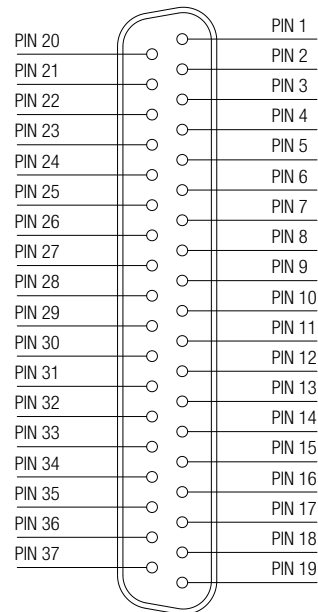 PIN 1
PIN 20
PIN 2
PIN 21
PIN 3
PIN 22
PIN 4
PIN 23
PIN 5
PIN 24
PIN 6
PIN 25
PIN 7
PIN 26
PIN 8
PIN 27
PIN 9
PIN 28
PIN 10
PIN 29
PIN 11
PIN 30
PIN 12
PIN 31
PIN 13
PIN 32
PIN 14
PIN 33
PIN 15
PIN 34
PIN 16
PIN 35
PIN 17
PIN 36
PIN 18
PIN 37
PIN 19